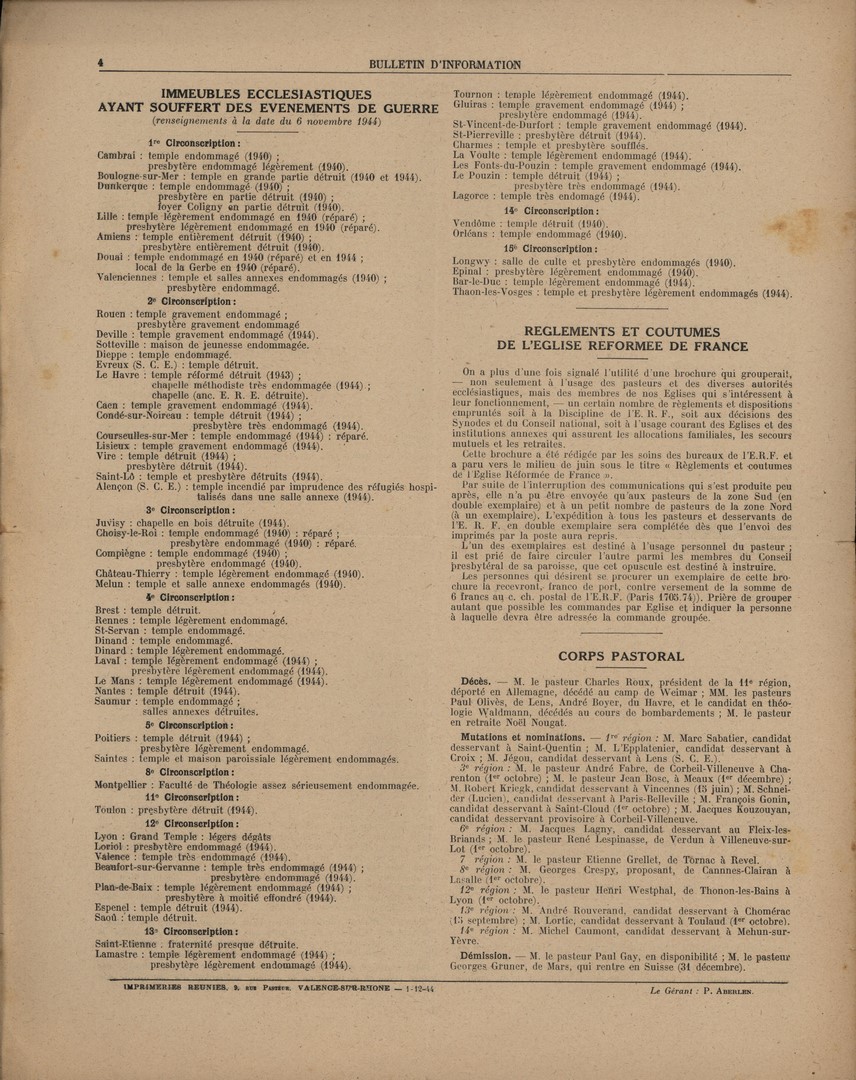 4
BULLETIN D'INFORMATION
IMMEUBLES ECCLESIASTIQUES
AYANT SOUFFERT DES EVENEMENTS DE GUERRE
(renseignements à la date du 6 novembre 1944)
1re Circonscription :
Cambrai : temple endommagé (1940) ;
presbytère endommagé légèrement (1940).
Boulogne-sur-Mer : temple en grande partie détruit (1940 et 1944).
Dunkerque : temple endommagé (1940) ;
presbytère en partie détruit (1940) ;
foyer Coligny en partie détruit (1940).
Lille : temple légèrement endommagé en 1940 (réparé) ;
presbytère légèrement endommagé en 1940 (réparé).
Amiens : temple entièrement détruit (1940) ;
presbytère entièrement détruit (1940).
Douai : temple endommagé en 1940 (réparé) et en 1944 ;
local de la Gerbe en 1940 (réparé).
Valenciennes : temple et salles annexes endommagés (1940) ;
presbytère endommagé.
2e Circonscription :
Rouen : temple gravement endommagé ;
presbytère gravement endommagé
Deville : temple gravement endommagé (1944).
Sotteville : maison de jeunesse endommagée.
Dieppe : temple endommagé.
Evreux (S. C. E.) : temple détruit.
Le Havre : temple réformé détruit (1943) ;
chapelle méthodiste très endommagée (1944) ;
chapelle (anc. E. R. E. détruite).
Caen : temple gravement endommagé (1944).
Condé-sur-Noireau : temple détruit (1944) ;
presbytère très endommagé (1944).
Courseulles-sur-Mer : temple endommagé (1944) : réparé.
Lisieux : temple gravement endommagé (1944).
Vire : temple détruit (1944) ;
presbytère détruit (1944).
Saint-Lô : temple et presbytère détruits (1944).
Alençon (S. C. E.) : temple incendié par imprudence des réfugiés hospi-
talisés dans une salle annexe (1944).
3e Circonscription :
Juvisy : chapelle en bois détruite (1944).
Choisy-le-Roi : temple endommagé (1940) : réparé ;
presbytère endommagé (1940) : réparé.
Compiègne : temple endommagé (1940) ;
presbytère endommagé (1940).
Château-Thierry : temple légèrement endommagé (1940).
Melun : temple et salle annexe endommagés (1940).
4e Circonscription :
Brest : temple détruit.
Rennes : temple légèrement endommagé.
St-Servan : temple endommagé.
Dinand : temple endommagé.
Dinard : temple légèrement endommagé.
Laval : temple légèrement endommagé (1944) ;
presbytère légèrement endommagé (1944).
Le Mans : temple légèrement endommagé (1944).
Nantes : temple détruit (1944).
Saumur : temple endommagé ;
salles annexes détruites.
5e Circonscription :
Poitiers : temple détruit (1944) ;
presbytère légèrement endommagé.
Saintes : temple et maison paroissiale légèrement endommagés.
8e Circonscription :
Montpellier : Faculté de Théologie assez sérieusement endommagée.
11e Circonscription :
Toulon : presbytère détruit (1944).
12e Circonscription :
Lyon : Grand Temple : légers dégâts
Loriol : presbytère endommagé (1944).
Valence : temple très endommagé (1944).
Beaufort-sur-Gervanne : temple très endommagé (1944) ;
presbytère endommagé (1944).
Plan-de-Baix : temple légèrement endommagé (1944) ;
presbytère à moitié effondré (1944).
Espenel : temple détruit (1944).
Saoû : temple détruit.
13e Circonscription :
Saint-Etienne . fraternité presque détruite.
Lamastre : temple légèrement endommagé (1944) ;
presbytère légèrement endommagé (1944).
Tournon : temple légèrement endommagé (1944).
Gluiras : temple gravement endommagé (1944) ;
presbytère endommagé (1944).
St-Vincent-de-Durfort : temple gravement endommagé (1944).
St-Pierreville : presbytère détruit (1944).
Charmes : temple et presbytère soufflés.
La Voulte : temple légèrement endommagé (1944).
Les Fonts-du-Pouzin : temple gravement endommagé (1944).
Le Pouzin : temple détruit (1944) ;
presbytère très endommagé (1944).
Lagorce : temple très endomagé (1944).
14e Circonscription :
Vendôme : temple détruit (1940).
Orléans : temple endommagé (1940).
15e Circonscription :
Longwy : salle de culte et presbytère endommagés (1940).
Epinal : presbytère légèrement endommagé (1940).
Bar-le-Duc : temple légèrement endommagé (1944).
Thaon-les-Vosges : temple et presbytère légèrement endommagés (1944).
REGLEMENTS ET COUTUMES
DE L'EGLISE REFORMEE DE FRANCE
On a plus d'une fois signalé l'utilité d'une brochure qui grouperait,
— non seulement à l'usage des pasteurs et des diverses autorités
ecclésiastiques, mais des membres de nos Eglises qui s'intéressent à
leur fonctionnement, — un certain nombre de règlements et dispositions
empruntés soit à la Discipline de l'E. R. F., soit aux décisions des
Synodes et du Conseil national, soit à l'usage courant des Eglises et des
institutions annexes qui assurent les allocations familiales, les secours
mutuels et les retraites.
Cette brochure a été rédigée par les soins des bureaux de l'E.R.F. et
a paru vers le milieu de juin sous le titre « Règlements et coutumes
de l'Eglise Réformée de France ».
Par suite de l'interruption des communications qui s'est produite peu
après, elle n'a pu être envoyée qu'aux pasteurs de la zone Sud (en
double exemplaire) et à un petit nombre de pasteurs de la zone Nord
(à un exemplaire). L'expédition à tous les pasteurs et desservants de
l'E. R. F. en double exemplaire sera complétée dès que l'envoi des
imprimés par la poste aura repris.
L'un des exemplaires est destiné à l'usage personnel du pasteur ;
il est prié de faire circuler l'autre parmi les membres du Conseil
presbytéral de sa paroisse, que cet opuscule est destiné à instruire.
Les personnes qui désirent se procurer un exemplaire de cette bro-
chure la recevront, franco de port, contre versement de la somme de
6 francs au c. ch. postal de l'E.R.F. (Paris 1705.74)). Prière de grouper
autant que possible les commandes par Eglise et indiquer la personne
à laquelle devra être adressée la commande groupée.
CORPS PASTORAL
Décès. — M. le pasteur Charles Roux, président de la 11e région,
déporté en Allemagne, décédé au camp de Weimar ; MM. les pasteurs
Paul Olivès, de Lens, André Boyer, du Havre, et le candidat en théo-
logie Waldmann, décédés au cours de bombardements ; M. le pasteur
en retraite Noël Nougat.
Mutations et nominations. — 1re région : M. Marc Sabatier, candidat
desservant à Saint-Quentin ; M. L'Epplatenier, candidat desservant à
Croix ; M. Jégou, candidat desservant à Lens (S. C. E.).
3e région : M. le pasteur André Fabre, de Corbeil-Villeneuve à Cha-
renton (1er octobre) ; M. le pasteur Jean Bosc, à Meaux (1er décembre) ;
M. Robert Kriegk, candidat desservant à Vincennes (15 juin) ; M. Schnei-
der (Lucien), candidat desservant à Paris-Belleville ; M. François Gonin,
candidat desservant à Saint-Cloud (1er octobre) ; M. Jacques Kouzouyan,
candidat desservant provisoire à Corbeil-Villeneuve.
6e région : M. Jacques Lagny, candidat desservant au Fleix-les-
Briands ; M. le pasteur René Lespinasse, de Verdun à Villeneuve-sur-
Lot (1er octobre).
7 région : M. le pasteur Etienne Grellet, de Tornac à Revel.
8e région : M. Georges Crespy, proposant, de Cannnes-Clairan à
Lasalle (1er octobre).
12e région : M. le pasteur Henri Westphal, de Thonon-les-Bains à
Lyon (1er octobre).
13e région : M. André Rouverand, candidat desservant à Chomérac
(15 septembre) ; M. Lortic, candidat desservant à Toulaud (1er octobre).
14e région : M. Michel Caumont, candidat desservant à Mehun-sur-
Yèvre.
Démission. — M. le pasteur Paul Gay, en disponibilité ; M. le pasteur
Georges Gruner, de Mars, qui rentre en Suisse (31 décembre).
IMPRIMERIES REUNIES, 9, rue Pasteur, VALENCE-SUR-RHONE — 1-12-44
Le Gérant : P. Aberlen.